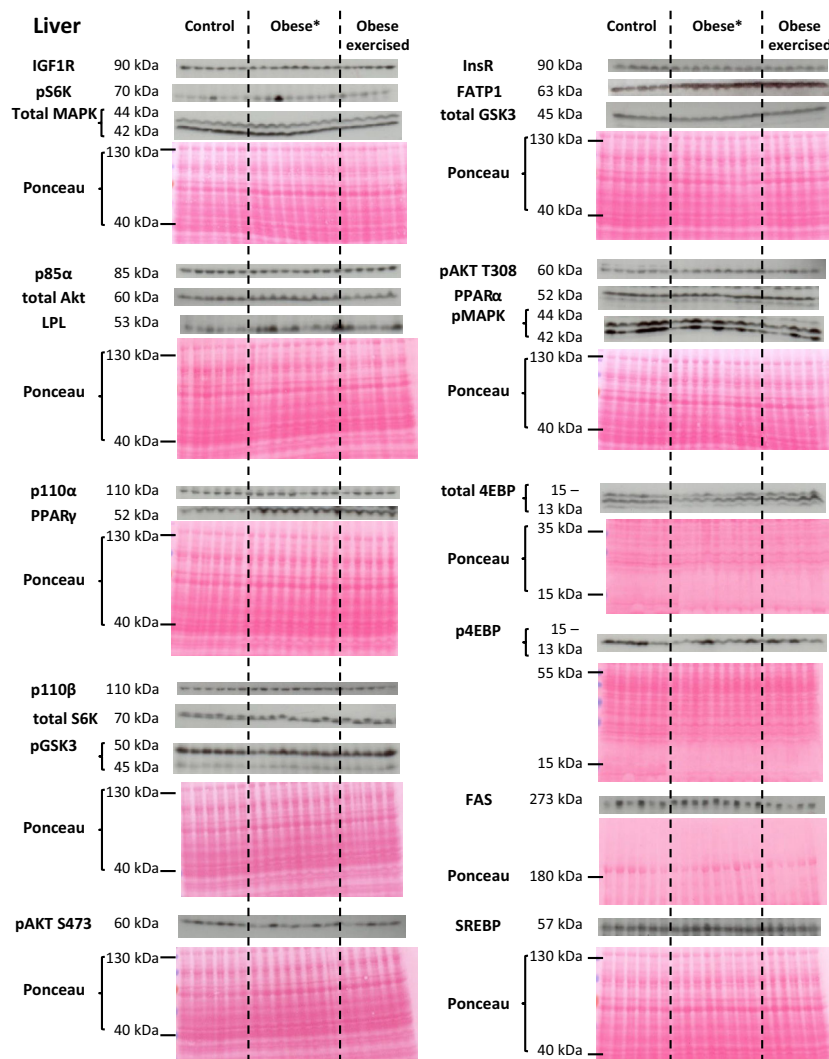 Liver
Control Obese* Obese exercised
IGF1R 90 kDa
pS6K 70 kDa
Total MAPK 44 kDa
42 kDa
130 kDa
Ponceau
40 kDa
p85α 85 kDa
total Akt 60 kDa
LPL 53 kDa
130 kDa
Ponceau
40 kDa
p110α 110 kDa
PPARγ 52 kDa
130 kDa
Ponceau
40 kDa
p110β 110 kDa
total S6K 70 kDa
pGSK3 50 kDa
45 kDa
130 kDa
Ponceau
40 kDa
pAKT S473 60 kDa
130 kDa
Ponceau
40 kDa
Control Obese* Obese exercised
InsR 90 kDa
FATP1 63 kDa
total GSK3 45 kDa
130 kDa
Ponceau
40 kDa
pAKT T308 60 kDa
PPARα 52 kDa
pMAPK 44 kDa
42 kDa
130 kDa
Ponceau
40 kDa
total 4EBP 15 –
13 kDa
35 kDa
Ponceau
15 kDa
p4EBP 15 –
13 kDa
55 kDa
15 kDa
FAS 273 kDa
Ponceau 180 kDa
SREBP 57 kDa
130 kDa
Ponceau
40 kDa